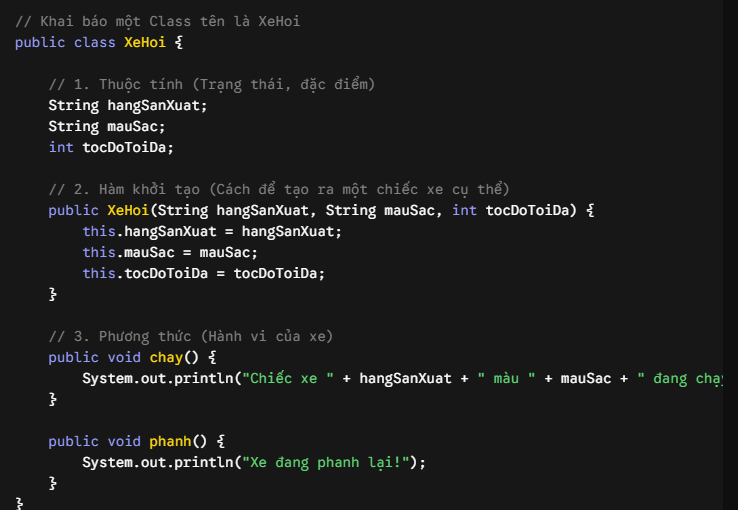 // Khai báo một Class tên là XeHoi
public class XeHoi {
// 1. Thuộc tính (Trạng thái, đặc điểm)
String hangSanXuat;
String mauSac;
int tocDoToiDa;
// 2. Hàm khởi tạo (Cách để tạo ra một chiếc xe cụ thể)
public XeHoi(String hangSanXuat, String mauSac, int tocDoToiDa) {
this.hangSanXuat = hangSanXuat;
this.mauSac = mauSac;
this.tocDoToiDa = tocDoToiDa;
}
// 3. Phương thức (Hành vi của xe)
public void chay() {
System.out.println("Chiếc xe " + hangSanXuat + " màu " + mauSac + " đang
}
public void phanh() {
System.out.println("Xe đang phanh lại!");
}
}